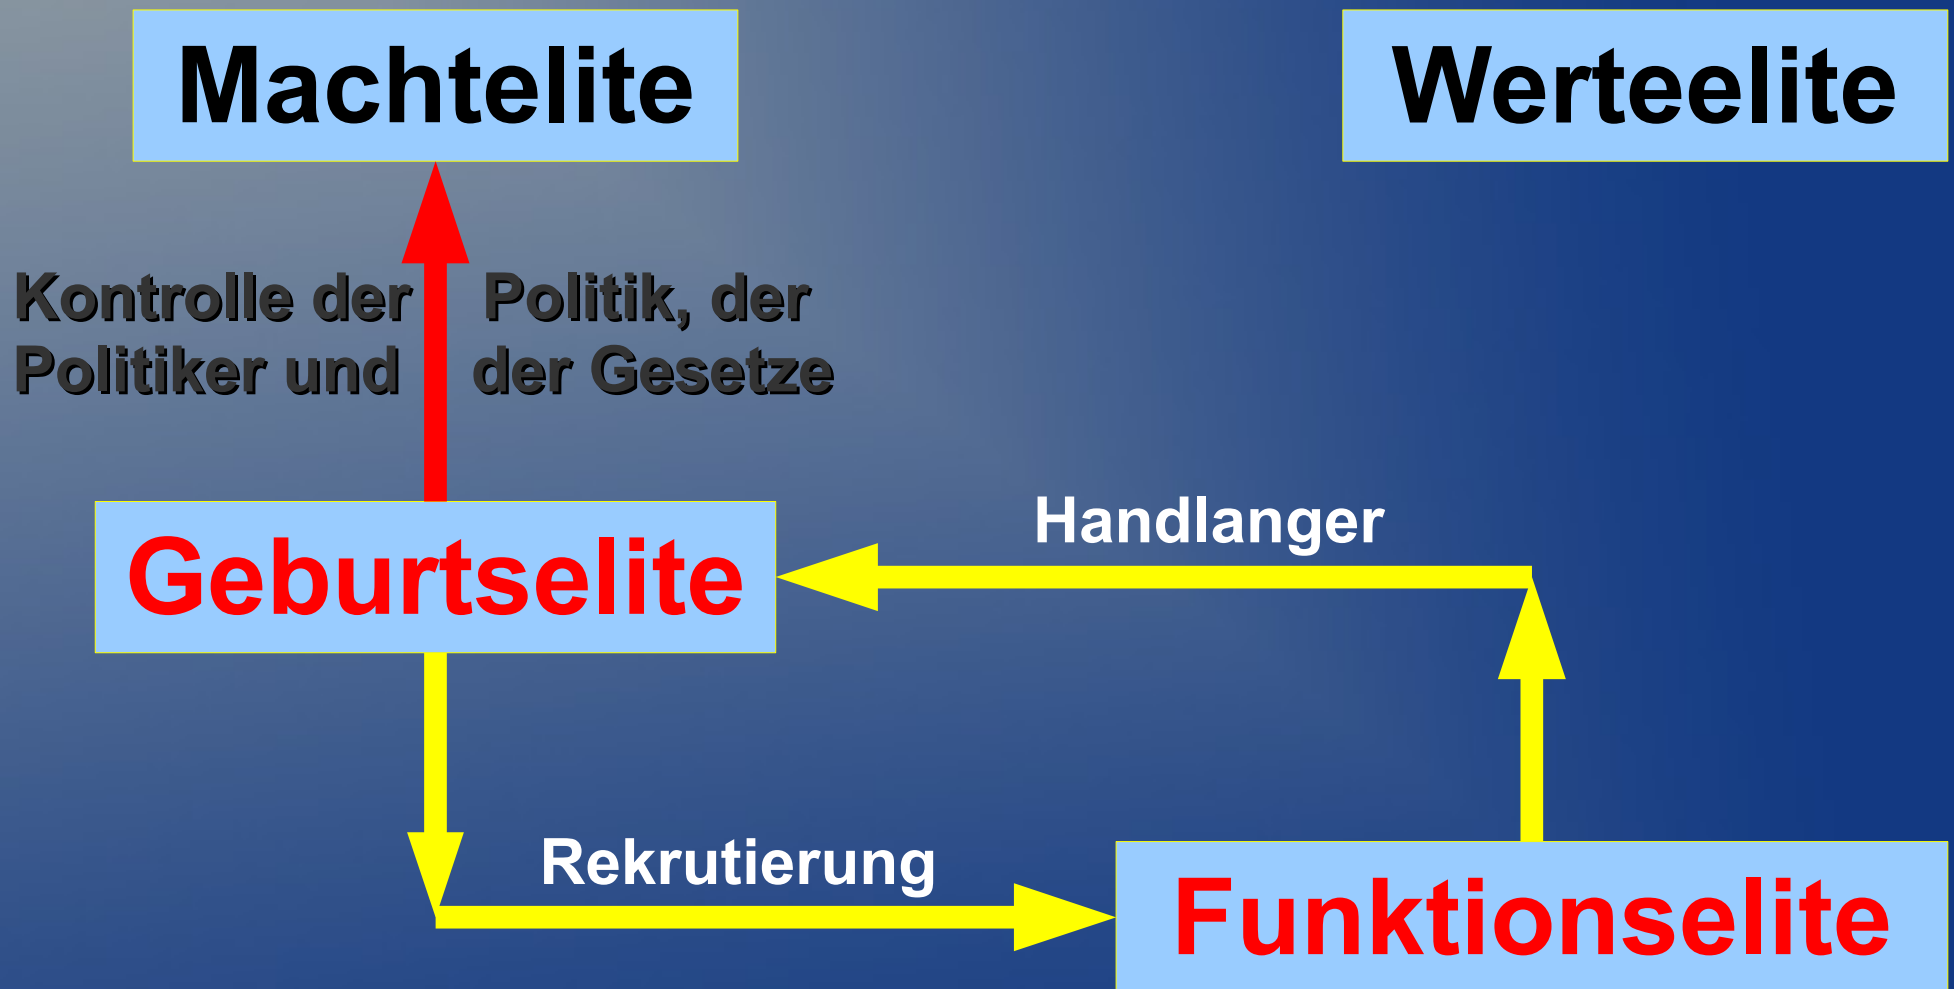 Machtelite
Werteelite
Kontrolle der Politik, der
Politiker und der Gesetze
Handlanger
Geburtselite
Rekrutierung
Funktionselite